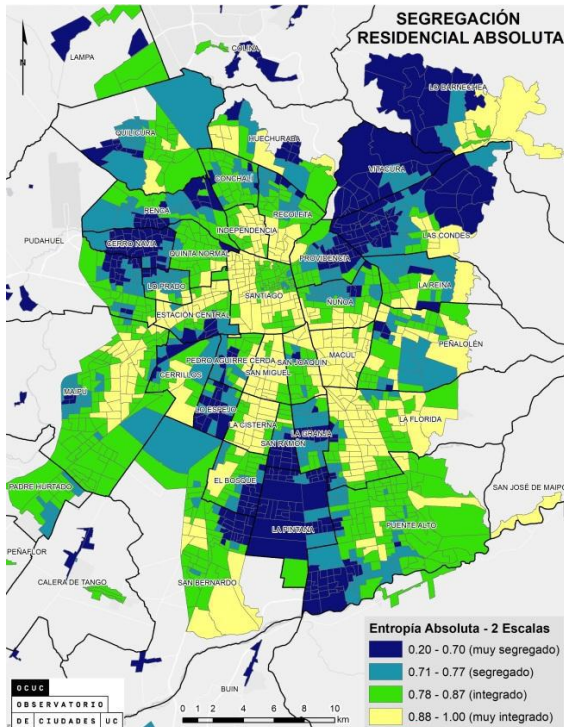 SEGREGACIÓN
RESIDENCIAL ABSOLUTA
N
LAMPA
COLINA
LO BARNECHEA
QUILICURA
HUECHURABA
VITACURA
CONCHALÍ
RENCA
RECOLETA
INDEPENDENCIA
LAS CONDES
PUDAHUEL
CERRO NAVIA
QUINTA NORMAL
PROVIDENCIA
LA REINA
LO PRADO
SANTIAGO
ÑUÑOA
ESTACIÓN CENTRAL
PEÑALOLÉN
MACUL
PEDRO AGUIRRE CERDA
SAN JOAQUÍN
CERRILLOS
SAN MIGUEL
MAIPÚ
LO ESPEJO
LA FLORIDA
LA CISTERNA
LA GRANJA
SAN RAMÓN
EL BOSQUE
PADRE HURTADO
SAN JOSÉ DE MAIPO
LA PINTANA
PUENTE ALTO
PEÑAFLOR
CALERA DE TANGO
SAN BERNARDO
BUIN
Entropía Absoluta - 2 Escalas
0.20 - 0.70 (muy segregado)
0.71 - 0.77 (segregado)
0.78 - 0.87 (integrado)
0.88 - 1.00 (muy integrado)
OCUC
OBSERVATORIO
DE CIUDADES UC
0 1 2 4 6 8 10
km